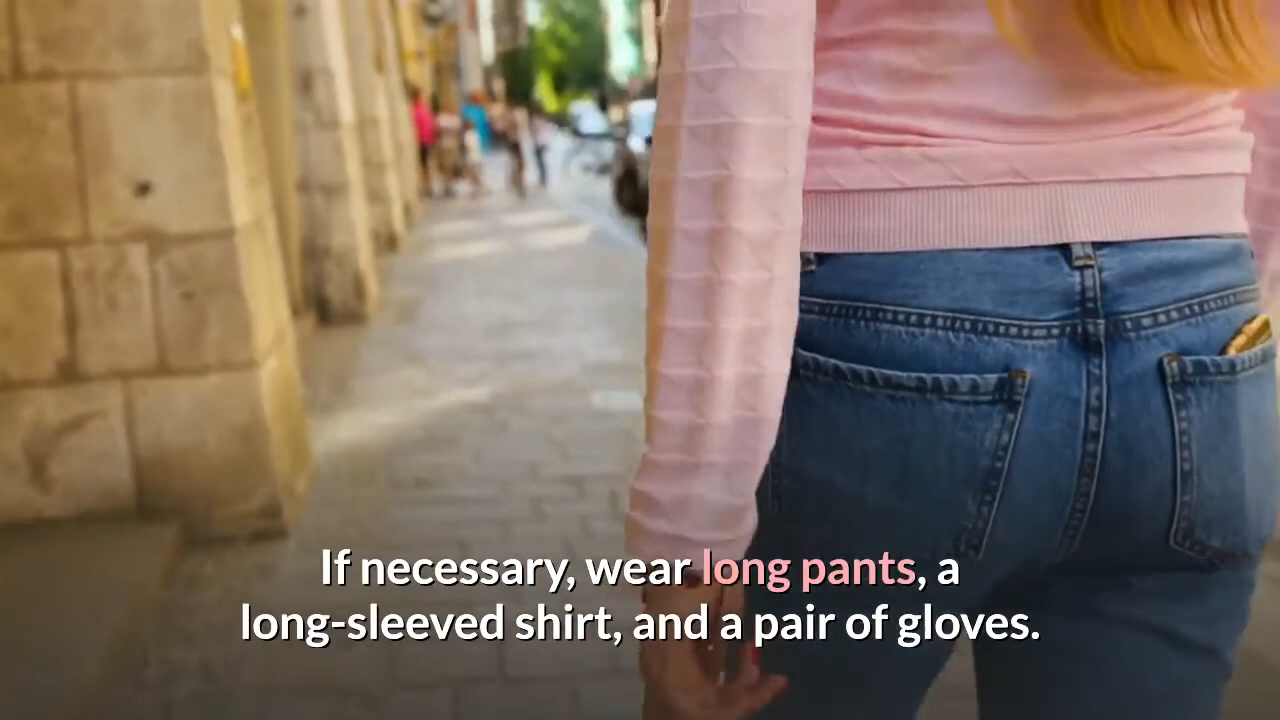 If necessary, wear long pants, a
long-sleeved shirt, and a pair of gloves.